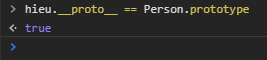 > hieu.__proto__ == Person.prototype
< true
>